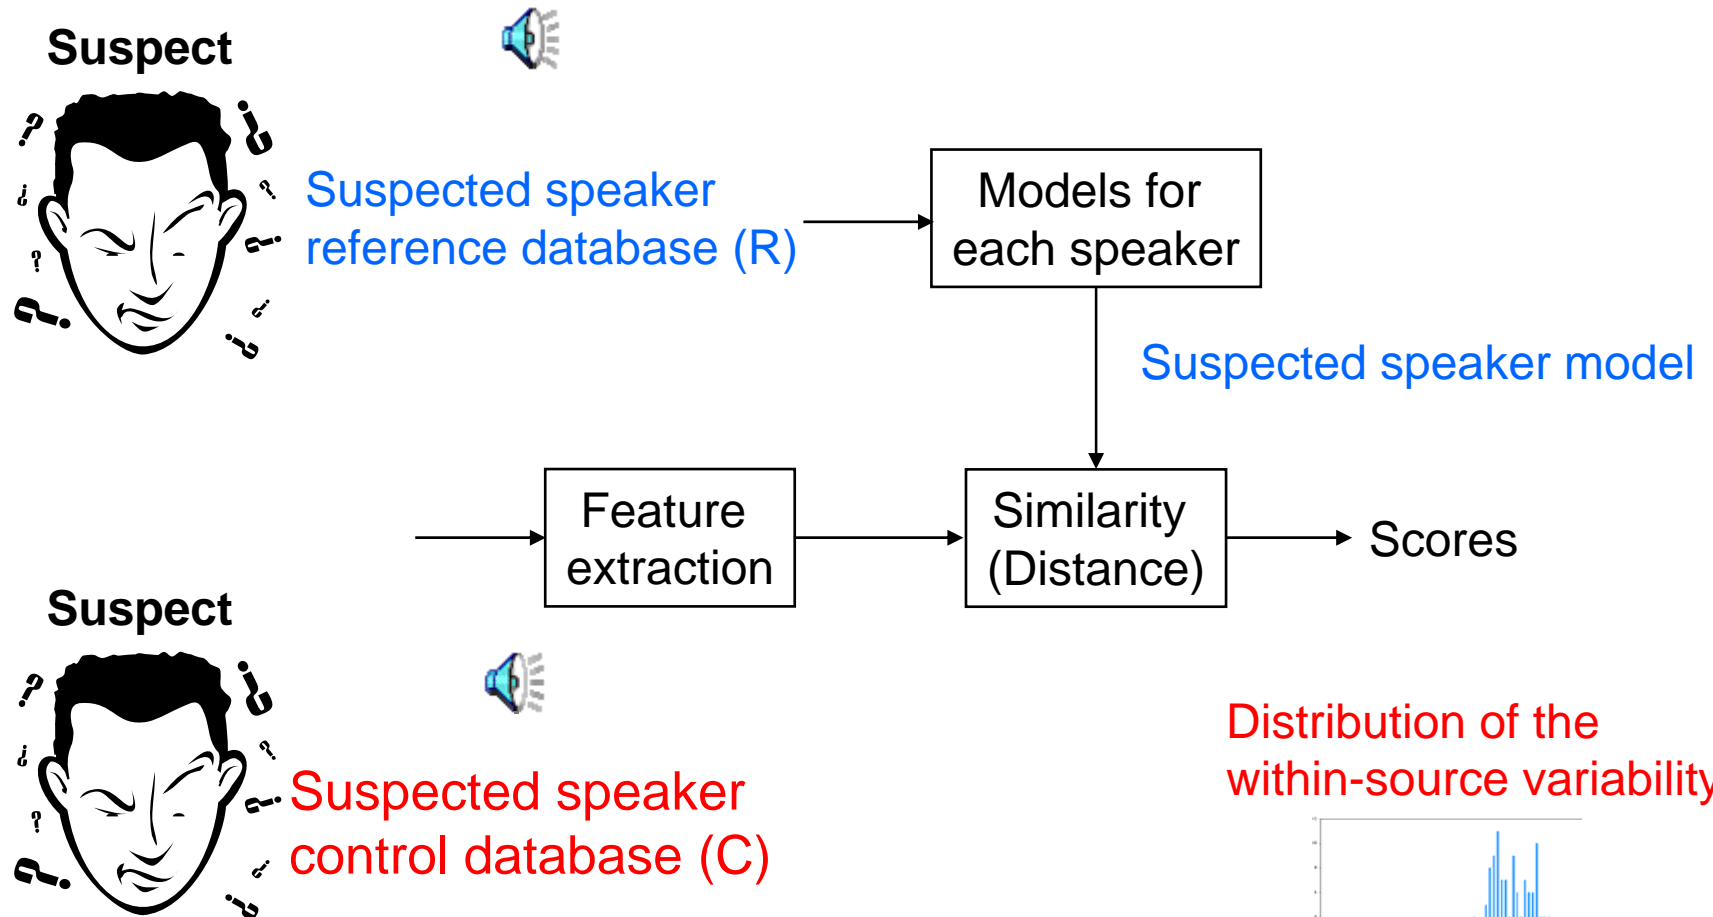 Suspect
Suspected speaker
reference database (R)
Models for
each speaker
Suspected speaker model
Feature
extraction
Similarity
(Distance)
Scores
Suspect
Suspected speaker
control database (C)
Distribution of the
within-source variability